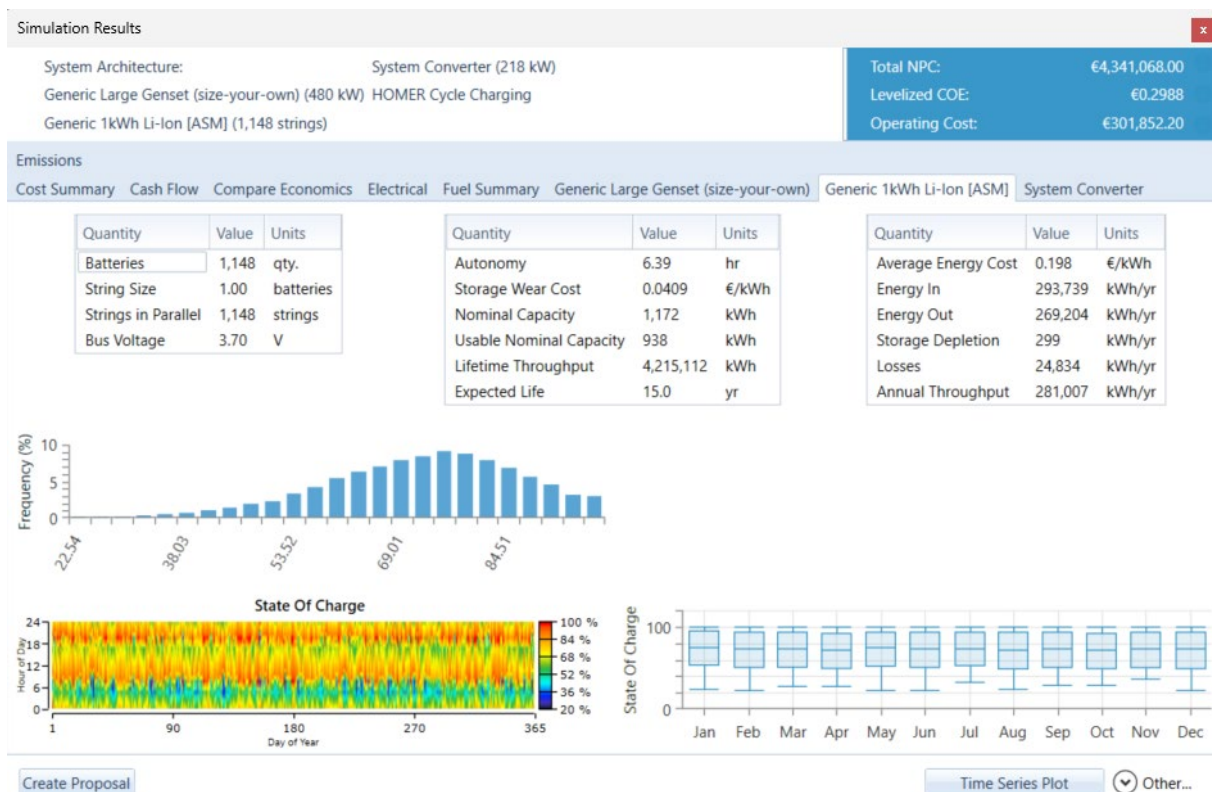 Simulation Results
x
System Architecture:
System Converter (218 kW)
Generic Large Genset (size-your-own) (480 kW)
HOMER Cycle Charging
Generic 1kWh Li-Ion [ASM] (1,148 strings)
Total NPC: €4,341,068.00
Levelized COE: €0.2988
Operating Cost: €301,852.20
Emissions
Cost Summary Cash Flow Compare Economics Electrical Fuel Summary Generic Large Genset (size-your-own) Generic 1kWh Li-Ion [ASM] System Converter
Quantity Value Units
Batteries 1,148 qty.
String Size 1.00 batteries
Strings in Parallel 1,148 strings
Bus Voltage 3.70 V
Quantity Value Units
Autonomy 6.39 hr
Storage Wear Cost 0.0409 €/kWh
Nominal Capacity 1,172 kWh
Usable Nominal Capacity 938 kWh
Lifetime Throughput 4,215,112 kWh
Expected Life 15.0 yr
Quantity Value Units
Average Energy Cost 0.198 €/kWh
Energy In 293,739 kWh/yr
Energy Out 269,204 kWh/yr
Storage Depletion 299 kWh/yr
Losses 24,834 kWh/yr
Annual Throughput 281,007 kWh/yr
Frequency (%)
10
5
0
22.54 38.03 53.52 69.01 84.51
State Of Charge
Hour of Day
24
18
12
6
0
1 90 180 270 365
Day of Year
100 %
84 %
68 %
52 %
36 %
20 %
State Of Charge
100
0
Jan Feb Mar Apr May Jun Jul Aug Sep Oct Nov Dec
Create Proposal
Time Series Plot
Other...